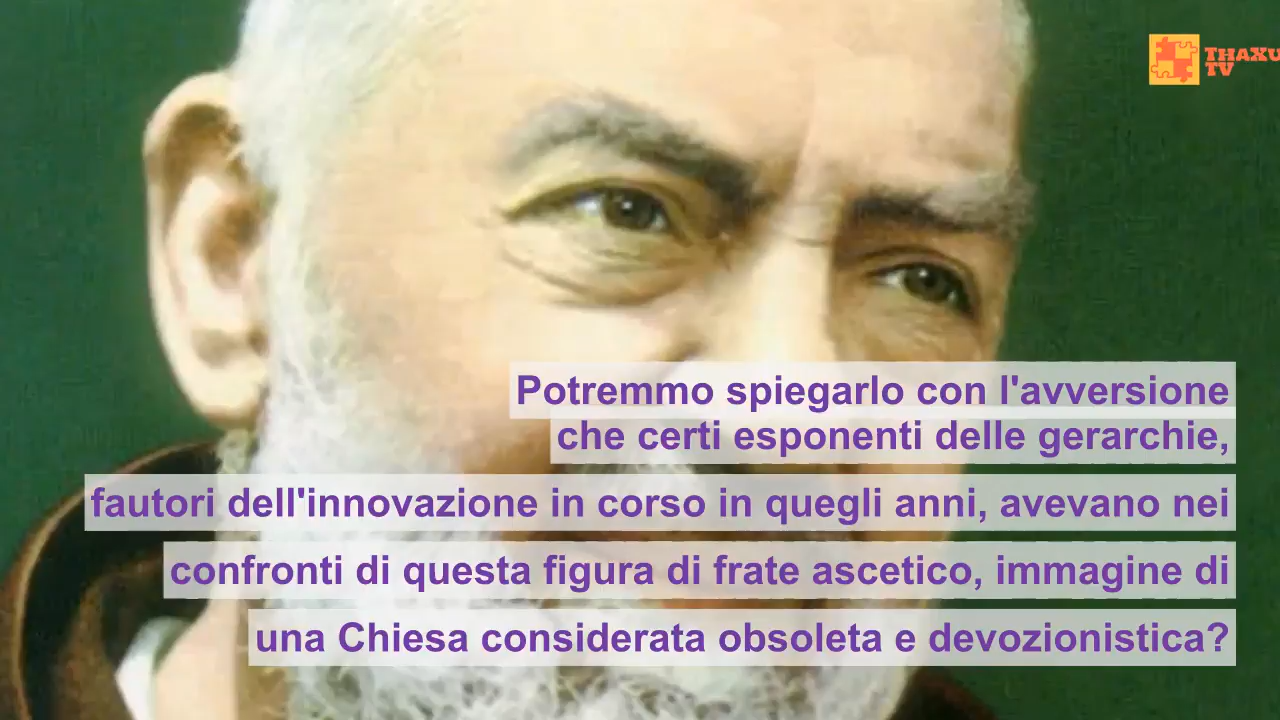 THAXU
TV
Potremmo spiegarlo con l'avversione
che certi esponenti delle gerarchie,
fautori dell'innovazione in corso in quegli anni, avevano nei
confronti di questa figura di frate ascetico, immagine di
una Chiesa considerata obsoleta e devozionistica?